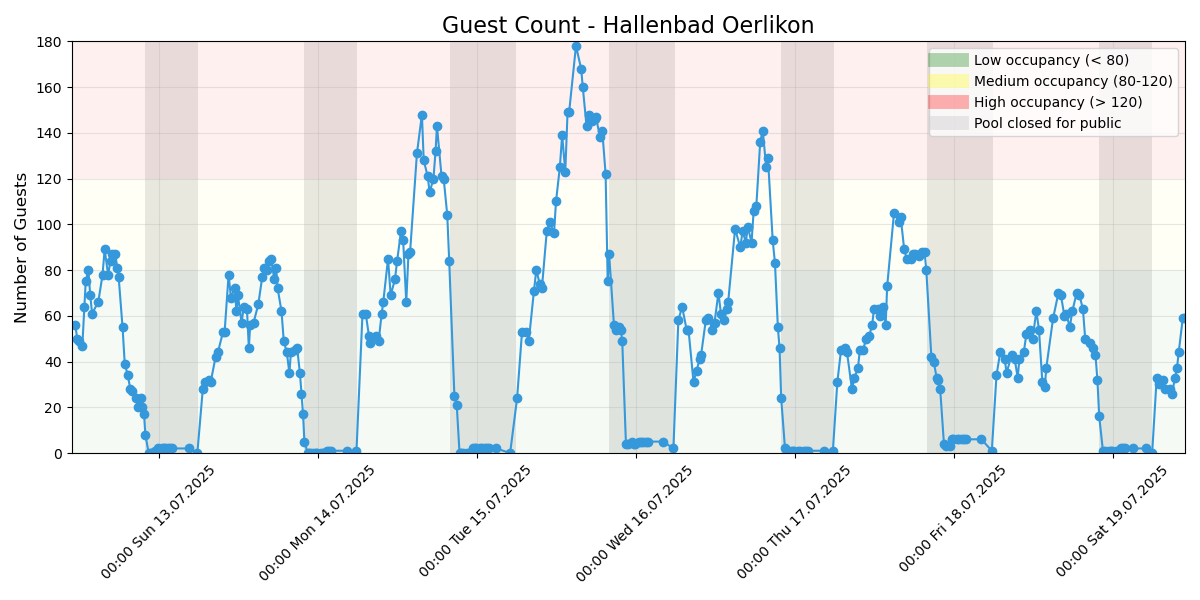 Guest Count - Hallenbad Oerlikon
Number of Guests
180
160
140
120
100
80
60
40
20
0
Low occupancy (< 80)
Medium occupancy (80-120)
High occupancy (> 120)
Pool closed for public
00:00 Sun 13.07.2025
00:00 Mon 14.07.2025
00:00 Tue 15.07.2025
00:00 Wed 16.07.2025
00:00 Thu 17.07.2025
00:00 Fri 18.07.2025
00:00 Sat 19.07.2025